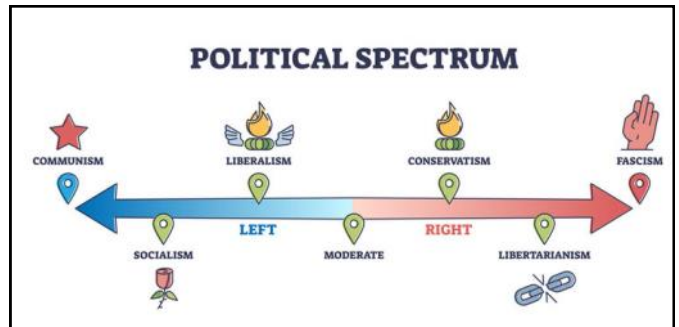 POLITICAL SPECTRUM
COMMUNISM
LIBERALISM
CONSERVATISM
FASCISM
LEFT
RIGHT
SOCIALISM
MODERATE
LIBERTARIANISM